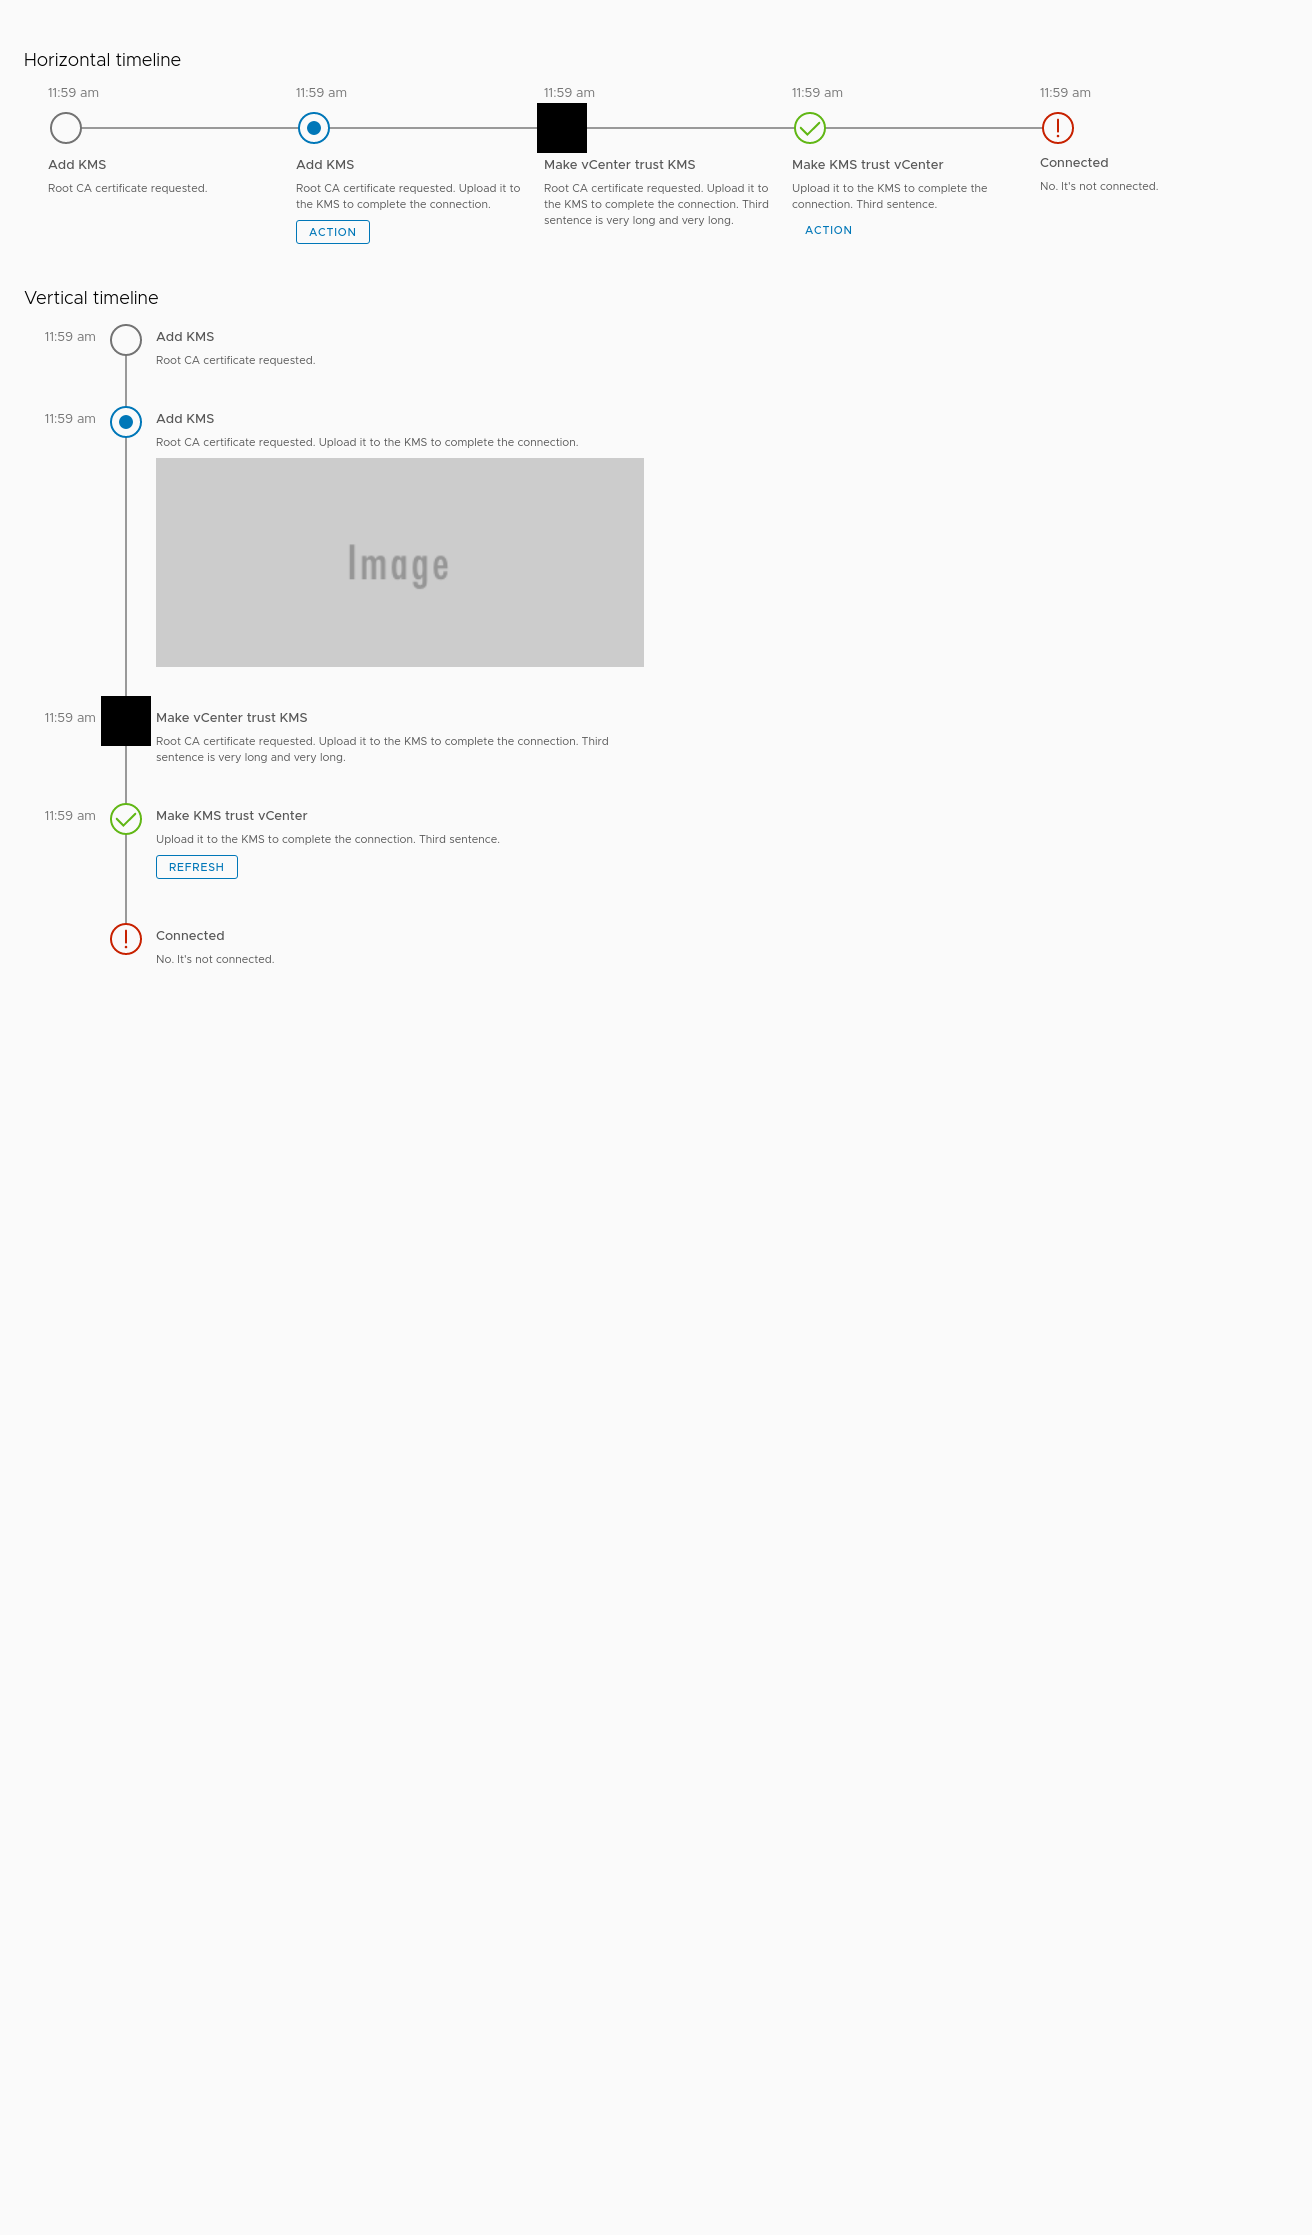 Horizontal timeline
11:59 am
Add KMS
Root CA certificate requested.
11:59 am
Add KMS
Root CA certificate requested. Upload it to
the KMS to complete the connection.
ACTION
11:59 am
Make vCenter trust KMS
Root CA certificate requested. Upload it to
the KMS to complete the connection. Third
sentence is very long and very long.
11:59 am
Make KMS trust vCenter
Upload it to the KMS to complete the
connection. Third sentence.
ACTION
11:59 am
Connected
No. It's not connected.
Vertical timeline
11:59 am
Add KMS
Root CA certificate requested.
11:59 am
Add KMS
Root CA certificate requested. Upload it to the KMS to complete the connection.
Image
11:59 am
Make vCenter trust KMS
Root CA certificate requested. Upload it to the KMS to complete the connection. Third
sentence is very long and very long.
11:59 am
Make KMS trust vCenter
Upload it to the KMS to complete the connection. Third sentence.
REFRESH
Connected
No. It's not connected.